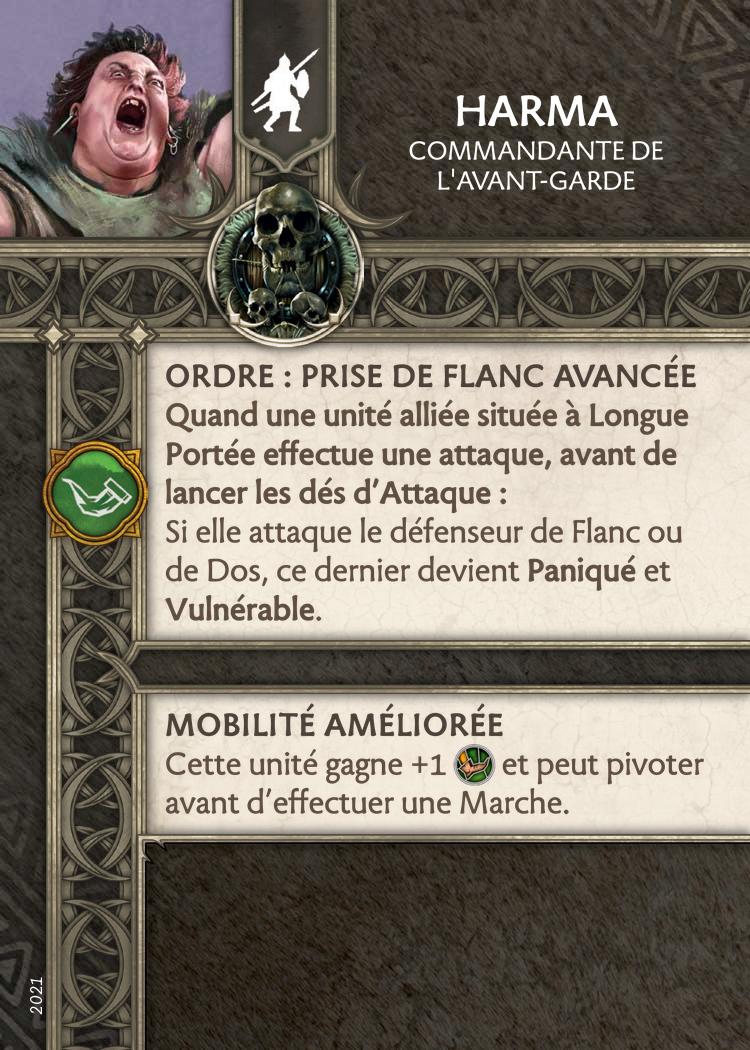 HARMA
COMMANDANTE DE
L'AVANT-GARDE
ORDRE : PRISE DE FLANC AVANCÉE
Quand une unité alliée située à Longue
Portée effectue une attaque, avant de
lancer les dés d’Attaque :
Si elle attaque le défenseur de Flanc ou
de Dos, ce dernier devient Paniqué et
Vulnérable.
MOBILITÉ AMÉLIORÉE
Cette unité gagne +1 et peut pivoter
avant d’effectuer une Marche.
2021